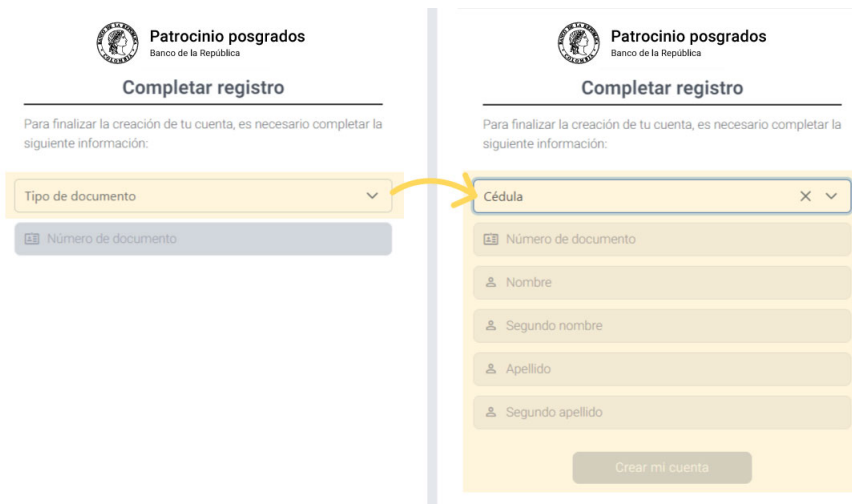 Patrocinio posgrados
Banco de la República
Completar registro
Para finalizar la creación de tu cuenta, es necesario completar la
siguiente información:
Tipo de documento
Número de documento
Patrocinio posgrados
Banco de la República
Completar registro
Para finalizar la creación de tu cuenta, es necesario completar la
siguiente información:
Cédula
Número de documento
Nombre
Segundo nombre
Apellido
Segundo apellido
Crear mi cuenta